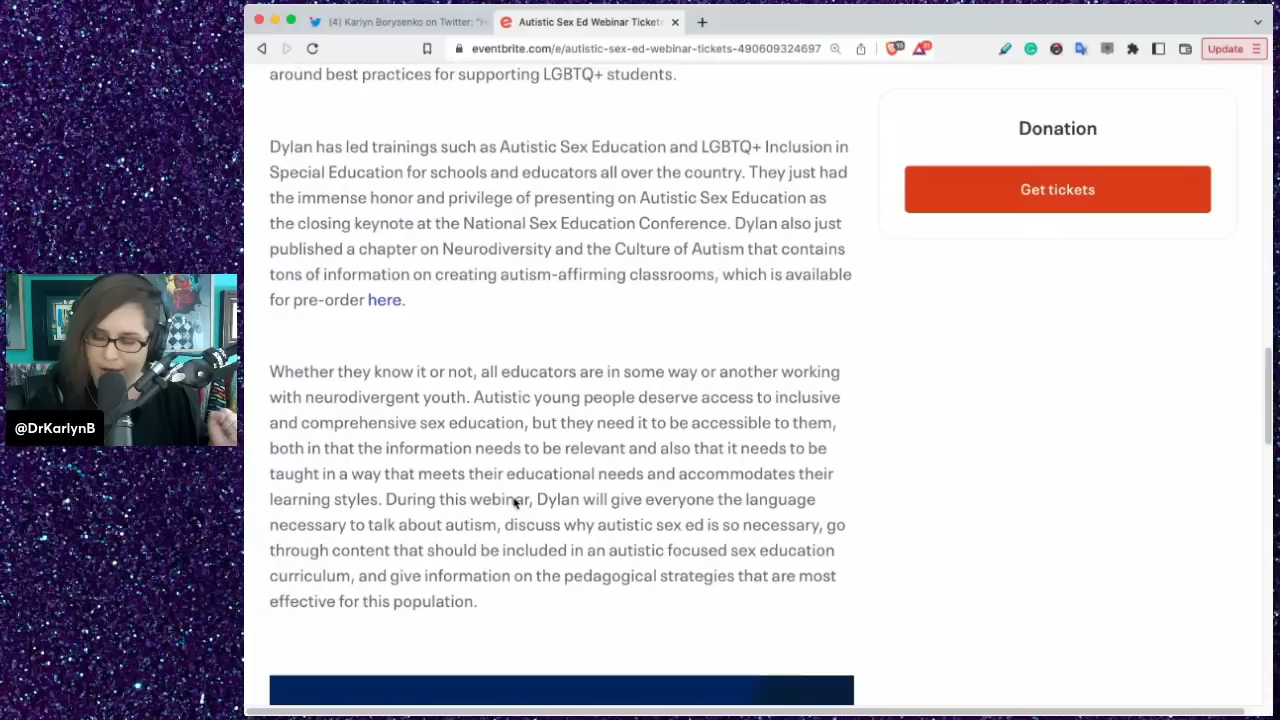 (4) Karlyn Borysenko on Twitter: "H
Autistic Sex Ed Webinar Tickets
eventbrite.com/e/autistic-sex-ed-webinar-tickets-490609324697
Update
around best practices for supporting LGBTQ+ students.
Donation
Get tickets
Dylan has led trainings such as Autistic Sex Education and LGBTQ+ Inclusion in
Special Education for schools and educators all over the country. They just had
the immense honor and privilege of presenting on Autistic Sex Education as
the closing keynote at the National Sex Education Conference. Dylan also just
published a chapter on Neurodiversity and the Culture of Autism that contains
tons of information on creating autism-affirming classrooms, which is available
for pre-order here.
@DrKarlynB
Whether they know it or not, all educators are in some way or another working
with neurodivergent youth. Autistic young people deserve access to inclusive
and comprehensive sex education, but they need it to be accessible to them,
both in that the information needs to be relevant and also that it needs to be
taught in a way that meets their educational needs and accommodates their
learning styles. During this webinar, Dylan will give everyone the language
necessary to talk about autism, discuss why autistic sex ed is so necessary, go
through content that should be included in an autistic focused sex education
curriculum, and give information on the pedagogical strategies that are most
effective for this population.